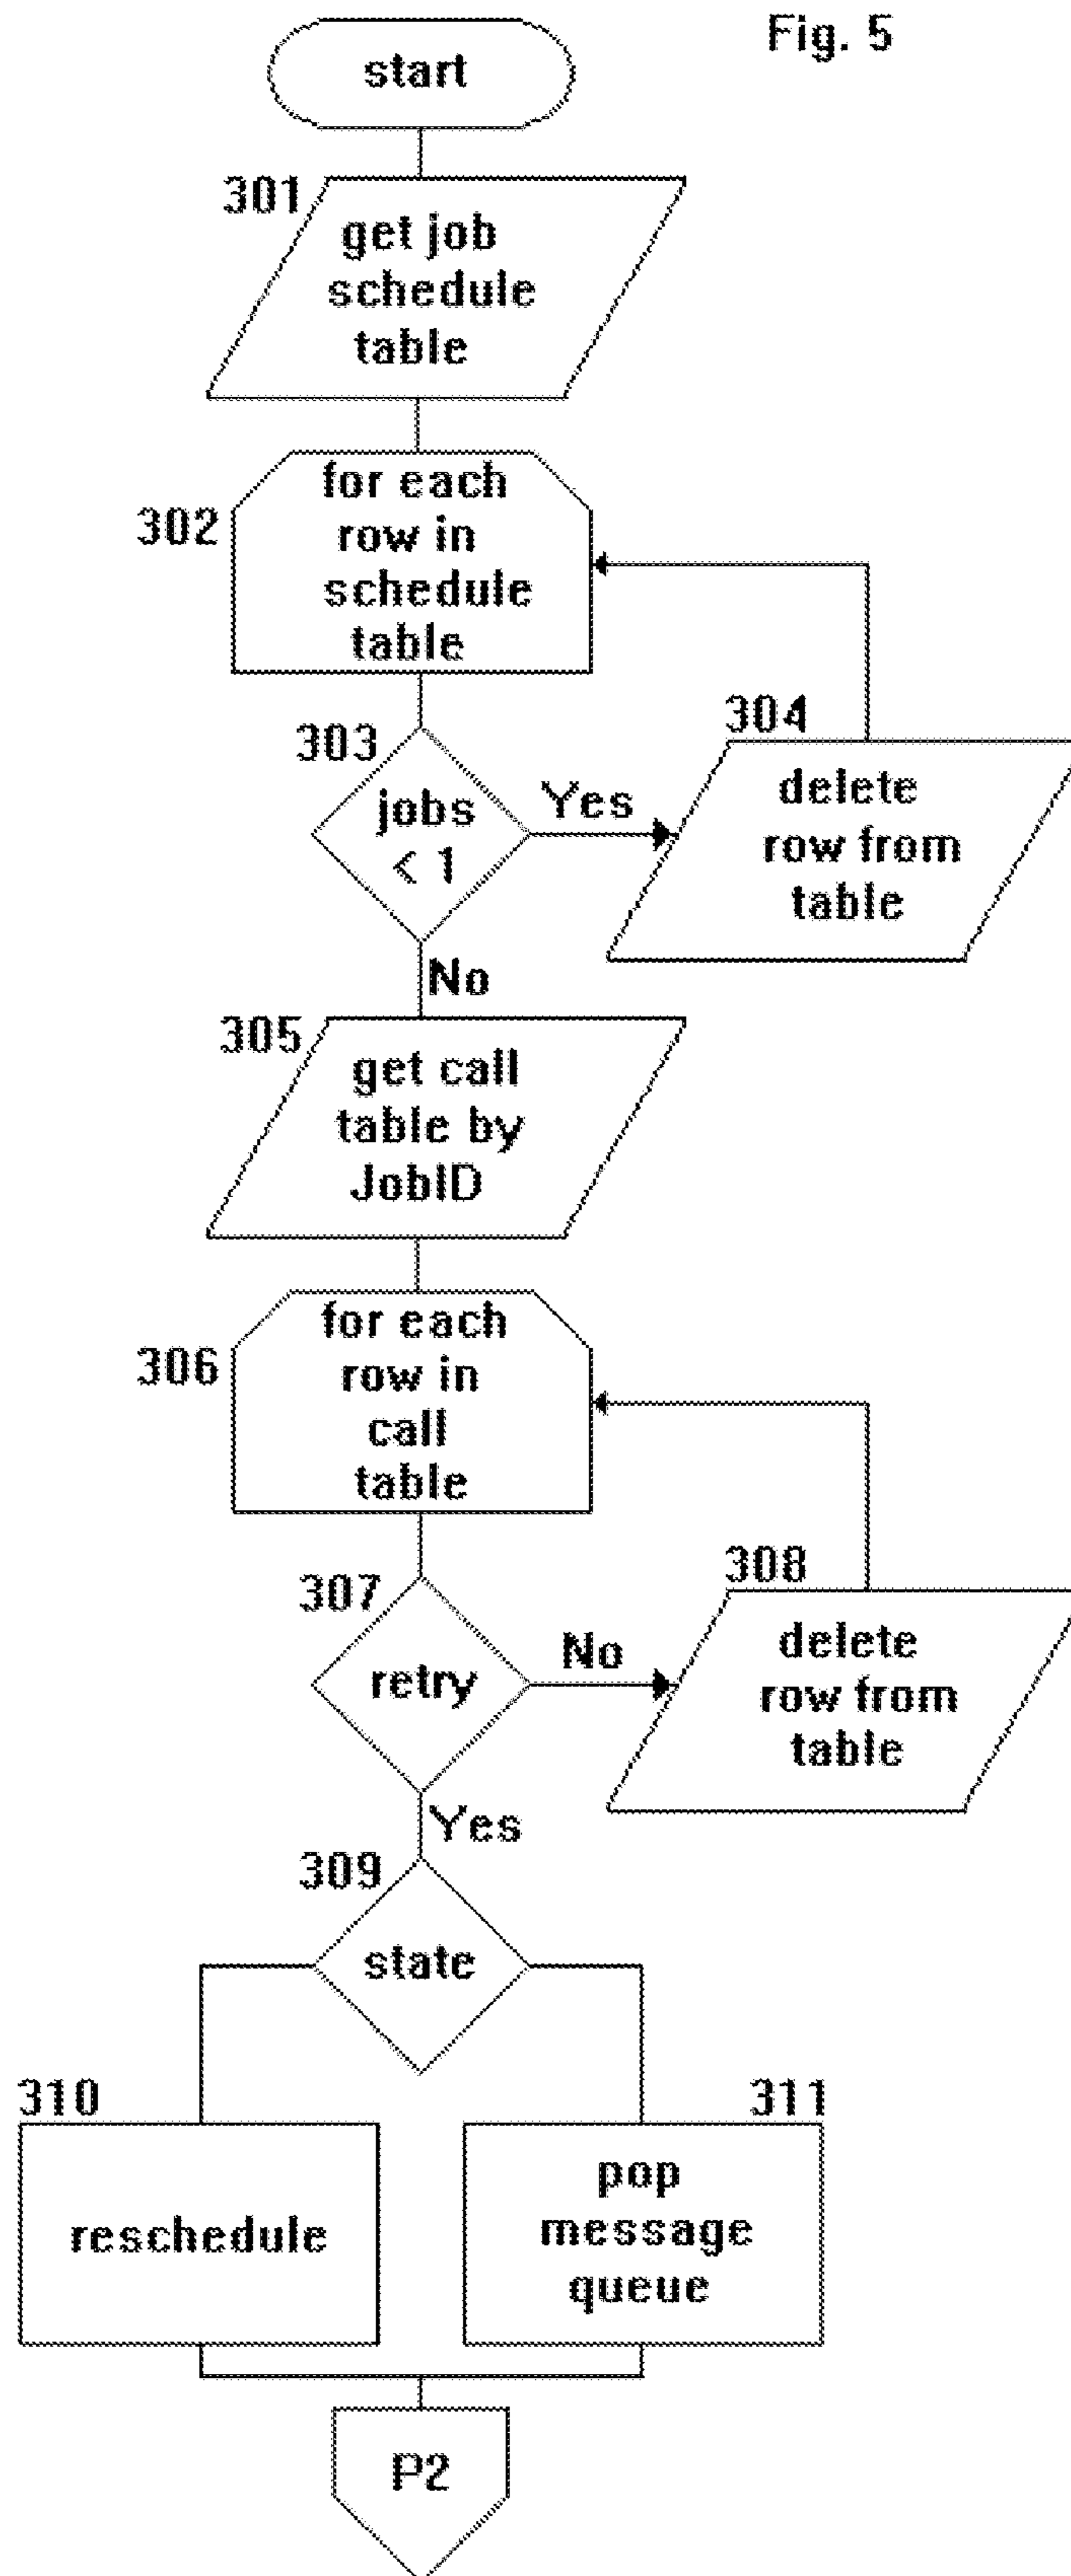 Fig. 5
start
301
get job
schedule
table
302
for each
row in
schedule
table
303
jobs
< 1
Yes
304
delete
row from
table
No
305
get call
table by
JobID
306
for each
row in
call
table
307
retry
No
308
delete
row from
table
Yes
309
state
310
reschedule
311
pop
message
queue
P2